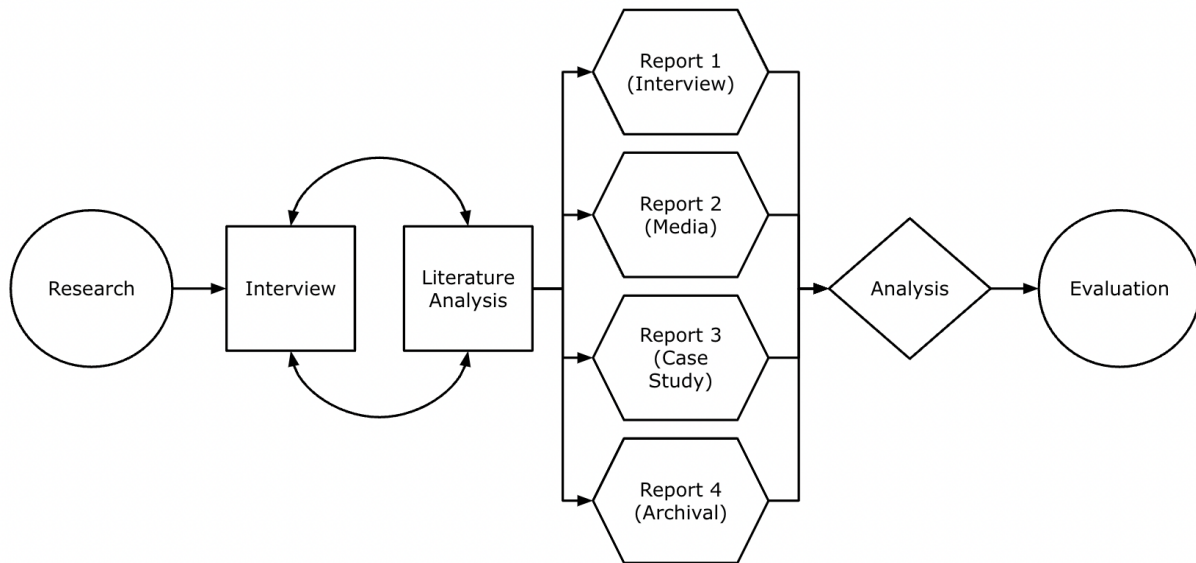 Research
Interview
Literature
Analysis
Report 1
(Interview)
Report 2
(Media)
Report 3
(Case
Study)
Report 4
(Archival)
Analysis
Evaluation